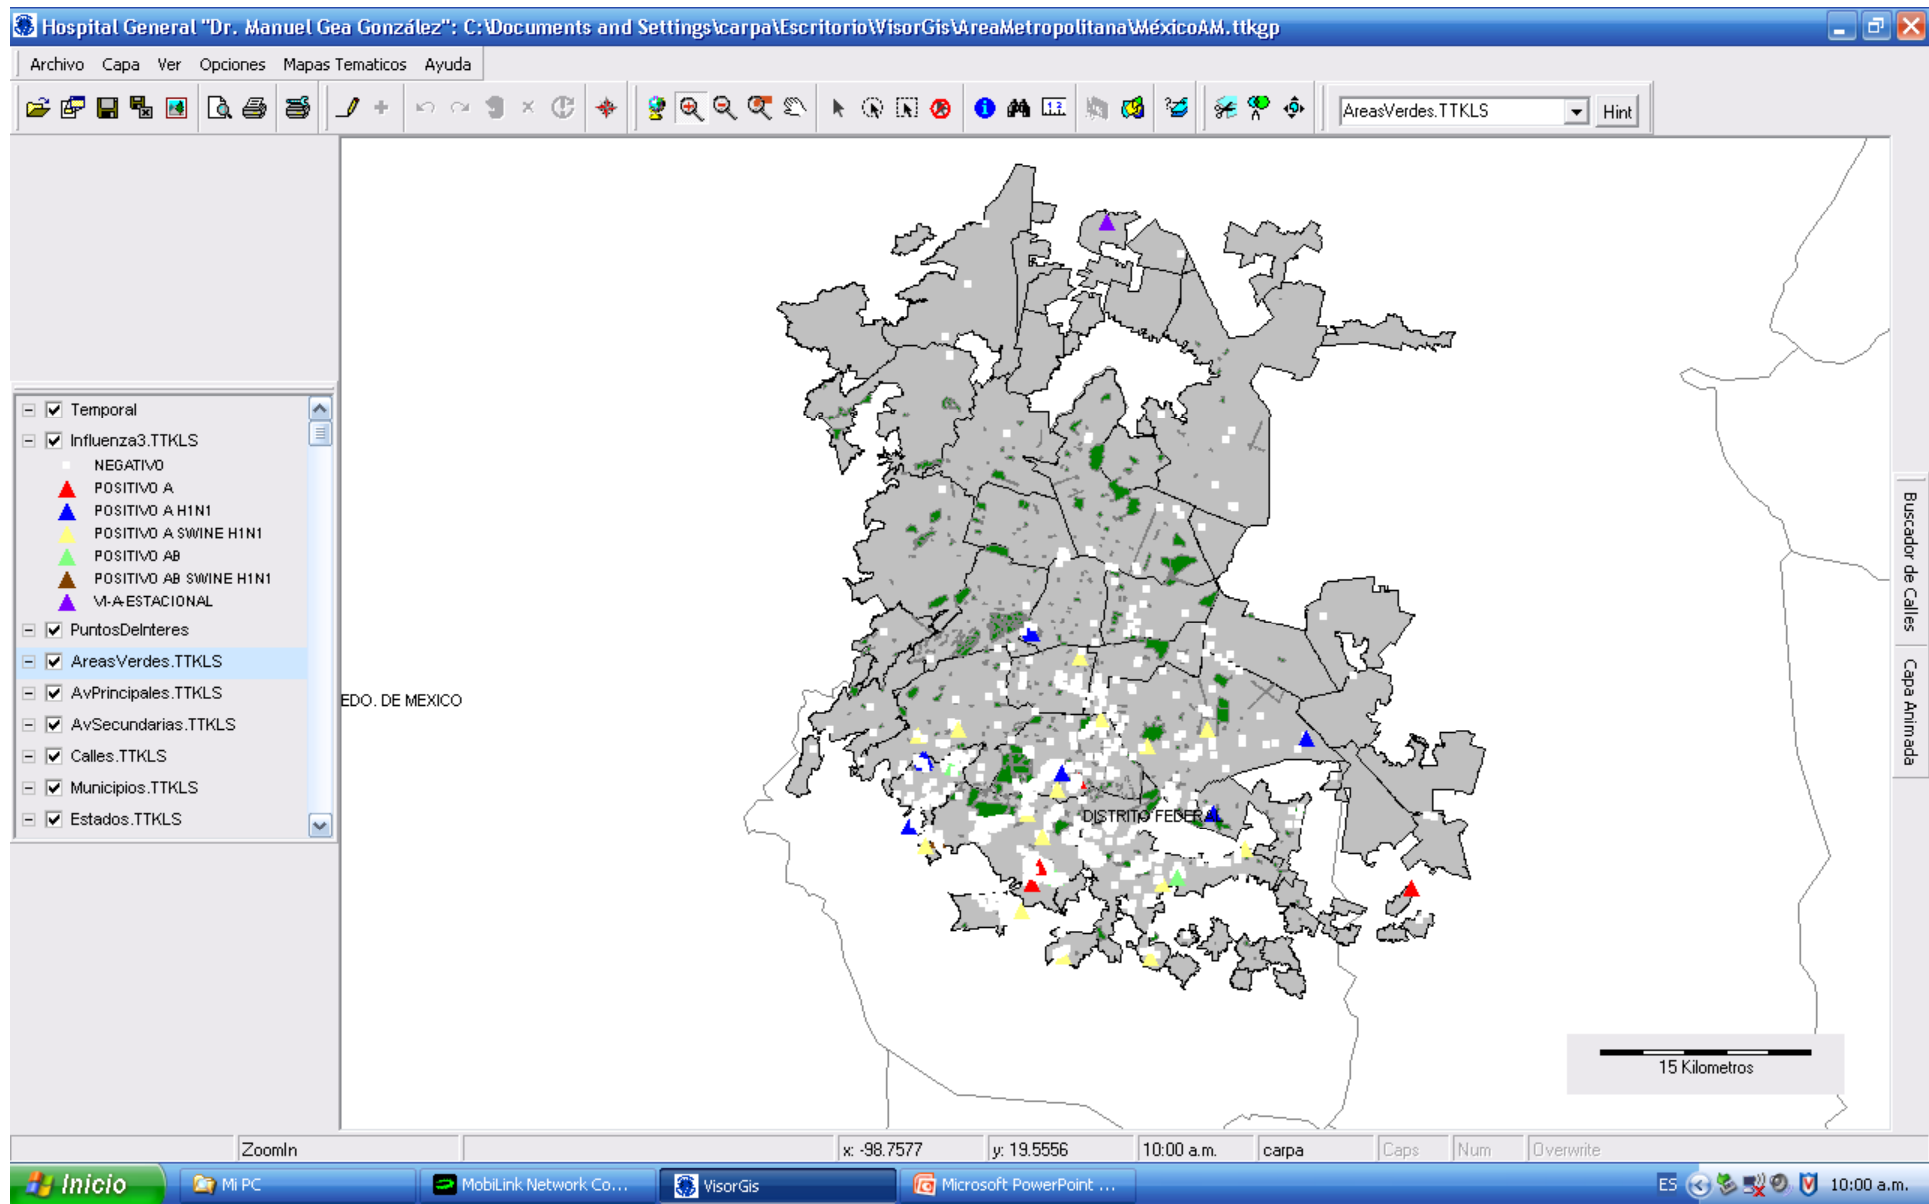 Hospital General "Dr. Manuel Gea González": C:\Documents and Settings\carpa\Escritorio\VisorGis\AreaMetropolitana\MéxicoAM.ttkgp
Archivo Capa Ver Opciones Mapas Tematicos Ayuda
AreasVerdes.TTKLS Hint
Temporal
Influenza3.TTKLS
NEGATIVO
POSITIVO A
POSITIVO A H1N1
POSITIVO A SWINE H1N1
POSITIVO AB
POSITIVO AB SWINE H1N1
VI-A-ESTACIONAL
PuntosDeInteres
AreasVerdes.TTKLS
AvPrincipales.TTKLS
AvSecundarias.TTKLS
Calles.TTKLS
Municipios.TTKLS
Estados.TTKLS
EDO. DE MEXICO
DISTRITO FEDERAL
15 Kilometros
Buscador de Calles
Capa Animada
ZoomIn x: -98.7577 y: 19.5556 10:00 a.m. carpa Caps Num Overwrite
Inicio Mi PC MobiLink Network Co... VisorGis Microsoft PowerPoint ... ES 10:00 a.m.